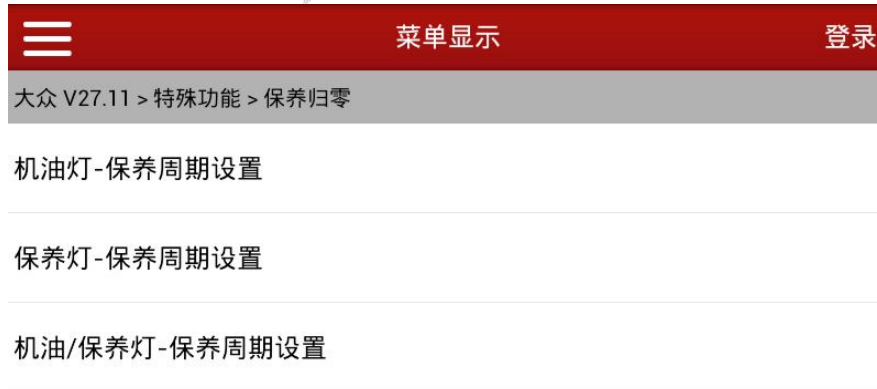 菜单显示 登录
大众 V27.11 > 特殊功能 > 保养归零
机油灯-保养周期设置
保养灯-保养周期设置
机油/保养灯-保养周期设置